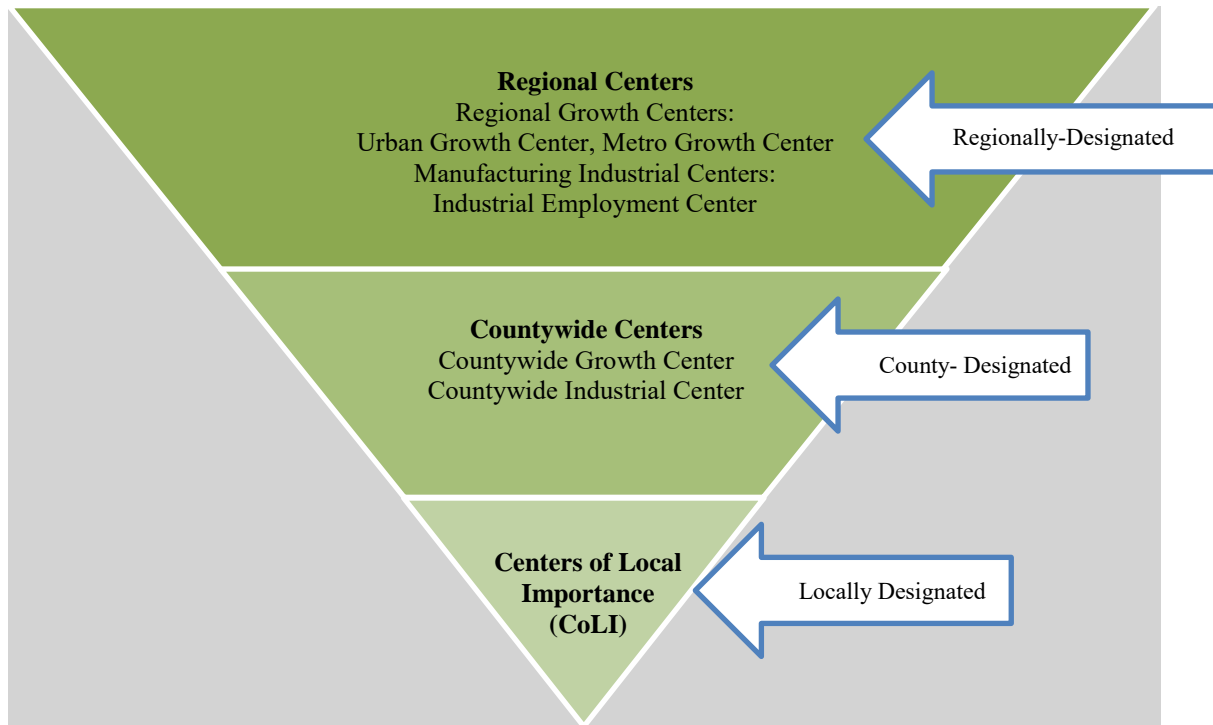 Regional Centers
Regional Growth Centers:
Urban Growth Center, Metro Growth Center
Manufacturing Industrial Centers:
Industrial Employment Center
Regionally-Designated
Countywide Centers
Countywide Growth Center
Countywide Industrial Center
County- Designated
Centers of Local
Importance
(CoLI)
Locally Designated